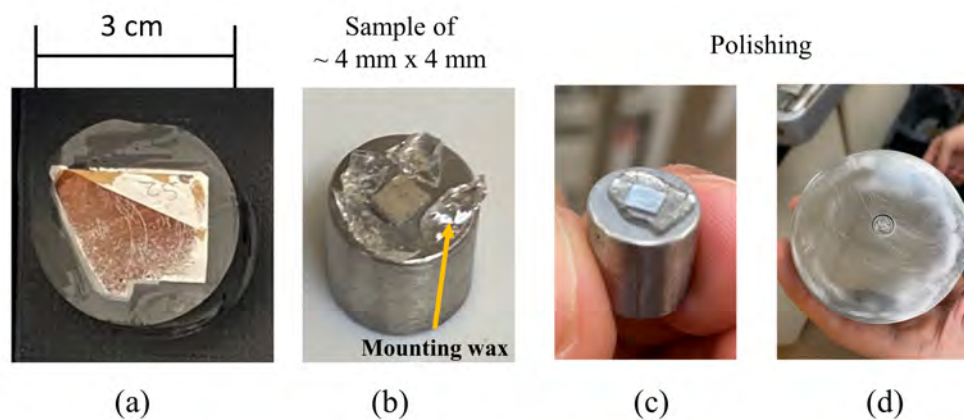 3 cm
Sample of
~ 4 mm x 4 mm
Polishing
Mounting wax
(a)
(b)
(c)
(d)